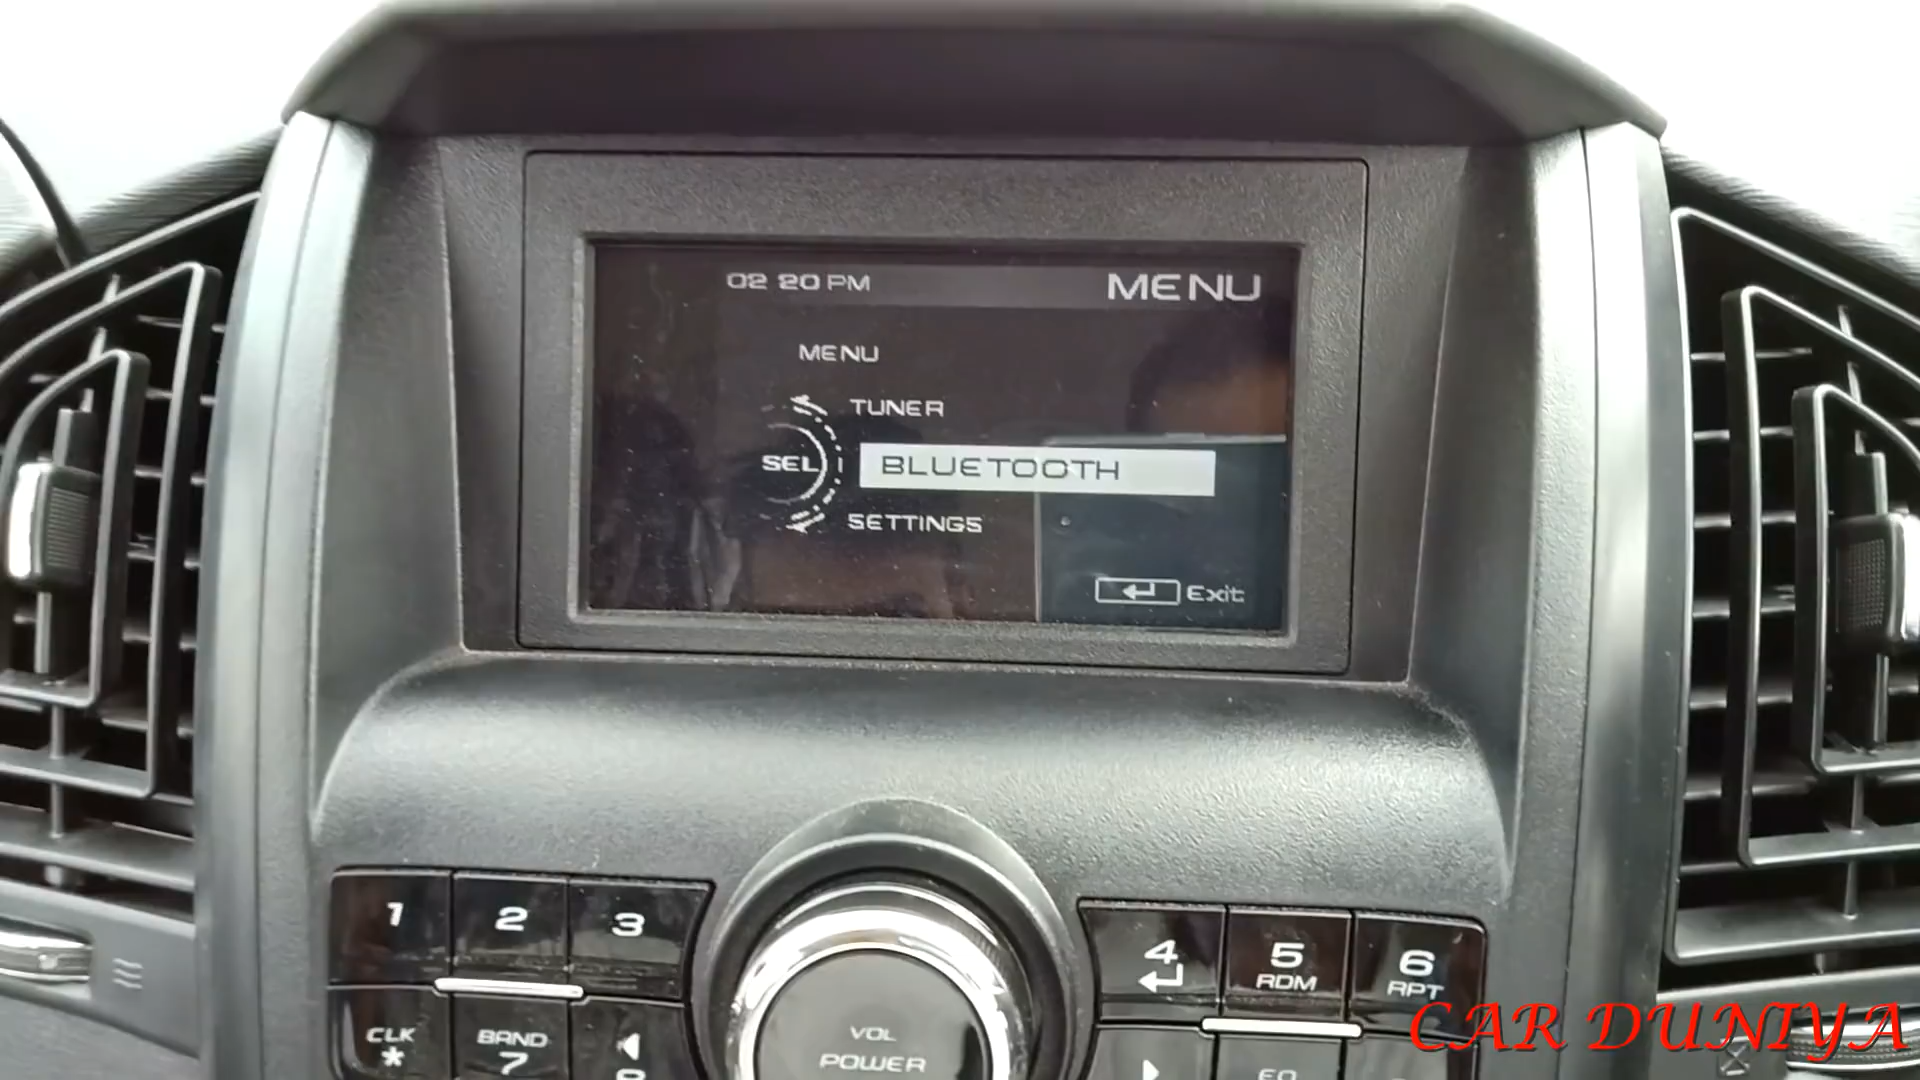 02 20 PM
MENU
MENU
TUNER
SEL
BLUETOOTH
SETTINGS
Exit
1
2
3
4
5
RDM
6
RPT
CLK
*
BAND
7
VOL
POWER
EQ
CAR DUNIYA